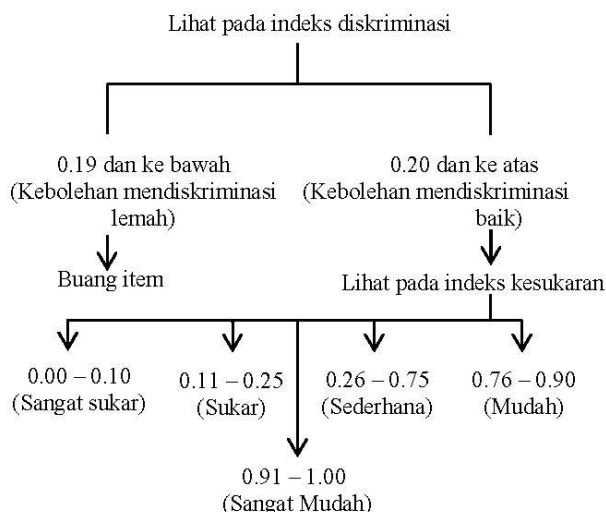 Lihat pada indeks diskriminasi
0.19 dan ke bawah
(Kebolehan mendiskriminasi
lemah)
0.20 dan ke atas
(Kebolehan mendiskriminasi
baik)
Buang item
Lihat pada indeks kesukaran
0.00 – 0.10
(Sangat sukar)
0.11 – 0.25
(Sukar)
0.26 – 0.75
(Sederhana)
0.76 – 0.90
(Mudah)
0.91 – 1.00
(Sangat Mudah)